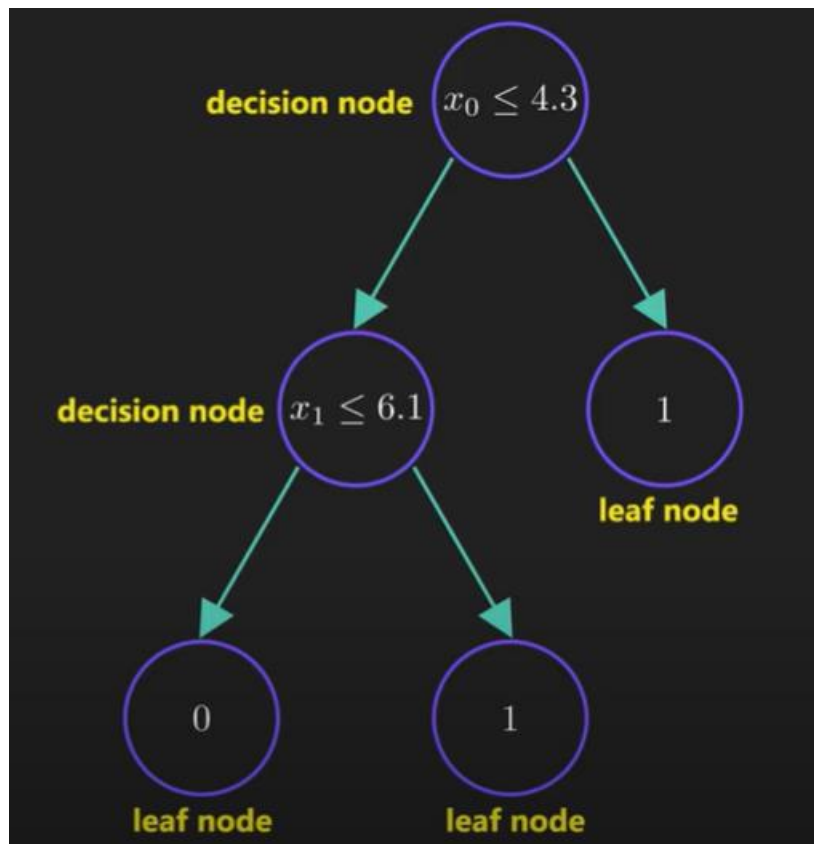 decision node
x₀ ≤ 4.3
decision node
x₁ ≤ 6.1
1
leaf node
0
1
leaf node
leaf node